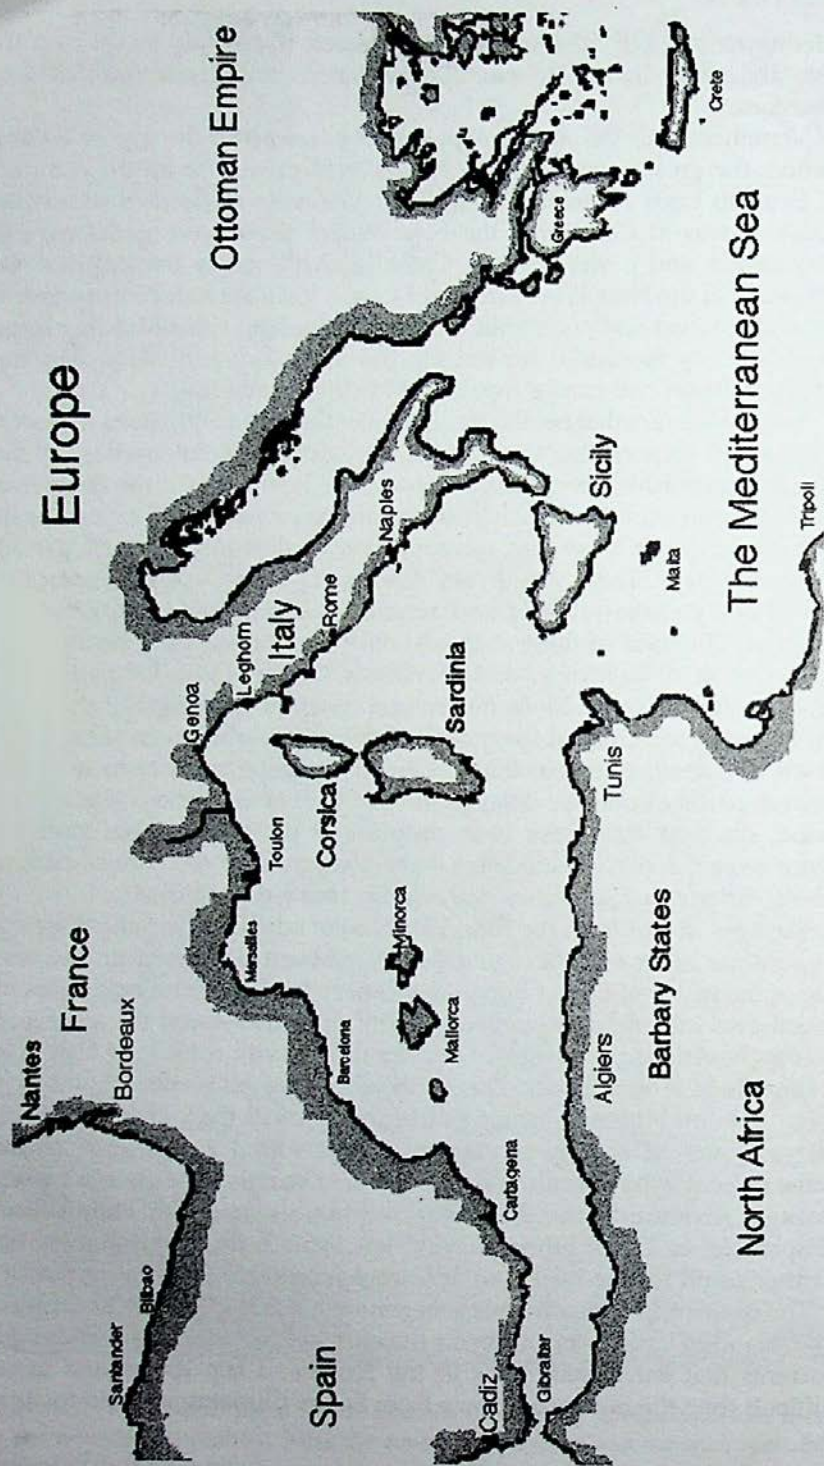 Nantes
Europe
France
Santander
Bordeaux
Bilbao
Genoa
Ottoman Empire
Leghorn
Marseilles
Toulon
Italy
Spain
Corsica
Rome
Barcelona
Naples
Minorca
Mallorca
Sardinia
Cadiz
Cartagena
Gibraltar
Greece
Algiers
Sicily
Tunis
Barbary States
Malta
Crete
The Mediterranean Sea
North Africa
Tripoli